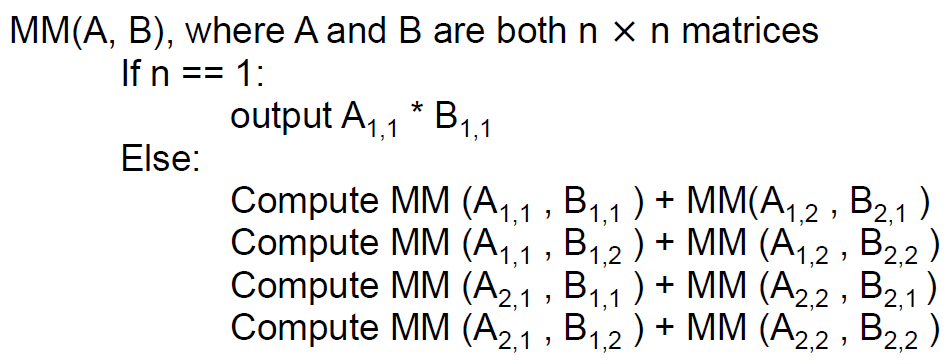 MM(A, B), where A and B are both n × n matrices
If n == 1:
output A1,1 * B1,1
Else:
Compute MM (A1,1 , B1,1 ) + MM(A1,2 , B2,1 )
Compute MM (A1,1 , B1,2 ) + MM (A1,2 , B2,2 )
Compute MM (A2,1 , B1,1 ) + MM (A2,2 , B2,1 )
Compute MM (A2,1 , B1,2 ) + MM (A2,2 , B2,2 )